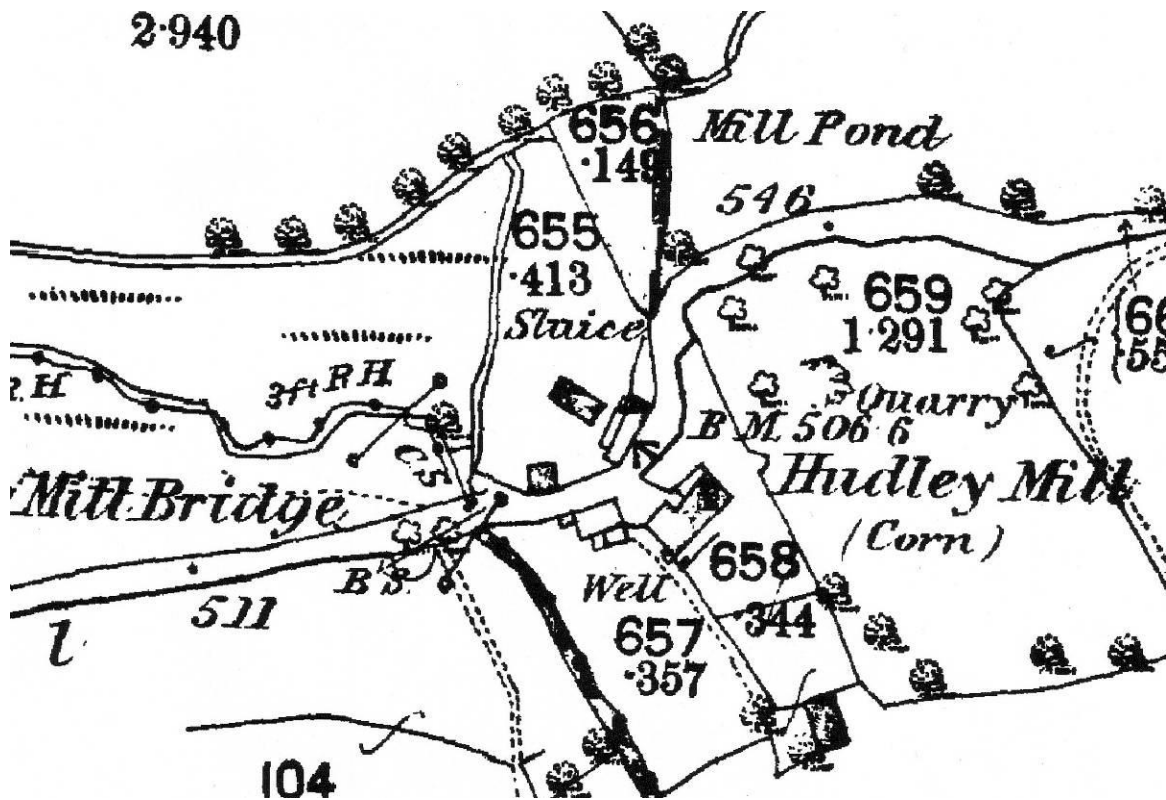 2·940
656
·149
Mill Pond
546
655
·413
Sluice
659
1·291
3ft R.H.
R.H.
Quarry
B.M. 506·6
C.S.
Mill Bridge
Hudley Mill
(Corn)
B.S.
511
Well
658
·344
657
·357
l
104